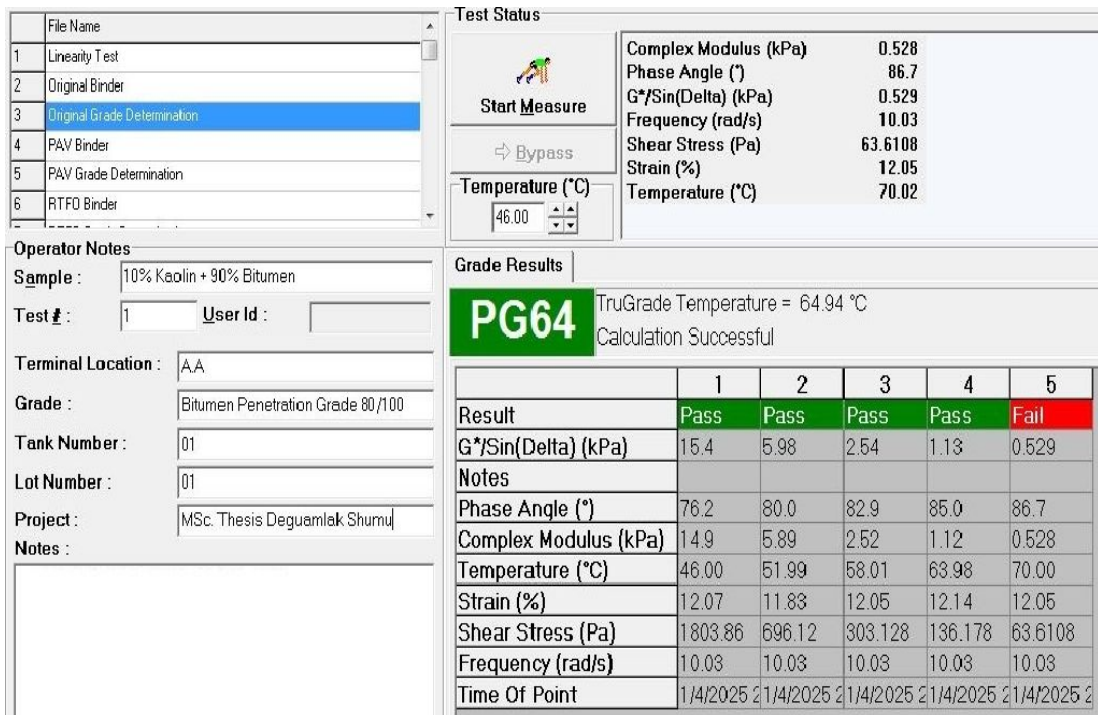 File Name
1 Linearity Test
2 Original Binder
3 Original Grade Determination
4 PAV Binder
5 PAV Grade Determination
6 RTFO Binder
Test Status
Start Measure
Bypass
Temperature (°C)
46.00
Complex Modulus (kPa) 0.528
Phase Angle (°) 86.7
G*/Sin(Delta) (kPa) 0.529
Frequency (rad/s) 10.03
Shear Stress (Pa) 63.6108
Strain (%) 12.05
Temperature (°C) 70.02
Operator Notes
Sample : 10% Kaolin + 90% Bitumen
Test # : 1 User Id :
Terminal Location : A.A
Grade : Bitumen Penetration Grade 80/100
Tank Number : 01
Lot Number : 01
Project : MSc. Thesis Deguamlak Shumu
Notes :
Grade Results
PG64
TruGrade Temperature = 64.94 °C
Calculation Successful
1 2 3 4 5
Result Pass Pass Pass Pass Fail
G*/Sin(Delta) (kPa) 15.4 5.98 2.54 1.13 0.529
Notes
Phase Angle (°) 76.2 80.0 82.9 85.0 86.7
Complex Modulus (kPa) 14.9 5.89 2.52 1.12 0.528
Temperature (°C) 46.00 51.99 58.01 63.98 70.00
Strain (%) 12.07 11.83 12.05 12.14 12.05
Shear Stress (Pa) 1803.86 696.12 303.128 136.178 63.6108
Frequency (rad/s) 10.03 10.03 10.03 10.03 10.03
Time Of Point 1/4/2025 2 1/4/2025 2 1/4/2025 2 1/4/2025 2 1/4/2025 2